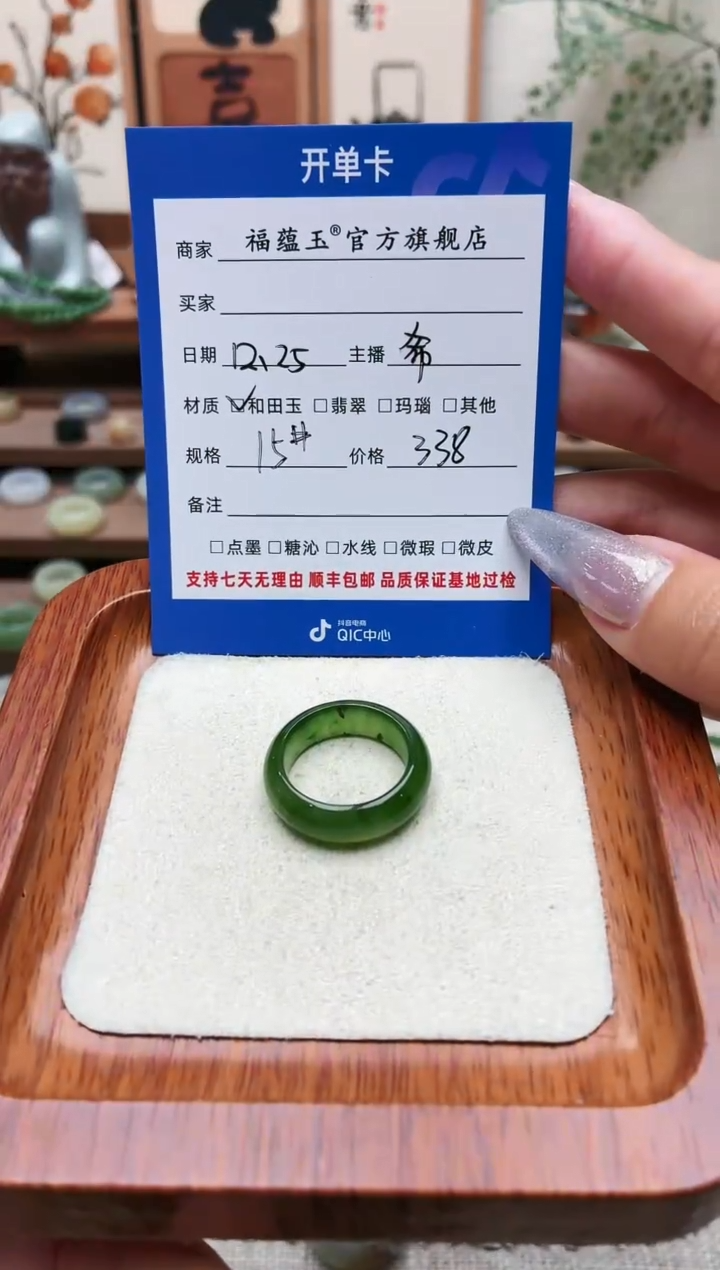 吉
开单卡
商家 福蕴玉®官方旗舰店
买家
日期 12、25 主播 希
材质 ☑和田玉 □翡翠 □玛瑙 □其他
规格 15# 价格 338
备注
□点墨 □糖沁 □水线 □微瑕 □微皮
支持七天无理由 顺丰包邮 品质保证基地过检
抖音电商
QIC中心